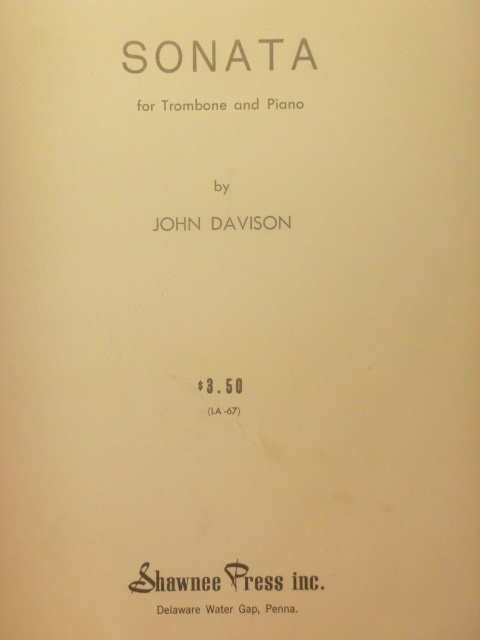 SONATA
for Trombone and Piano
by
JOHN DAVISON
$3.50
(LA-67)
Shawnee Press inc.
Delaware Water Gap, Penna.